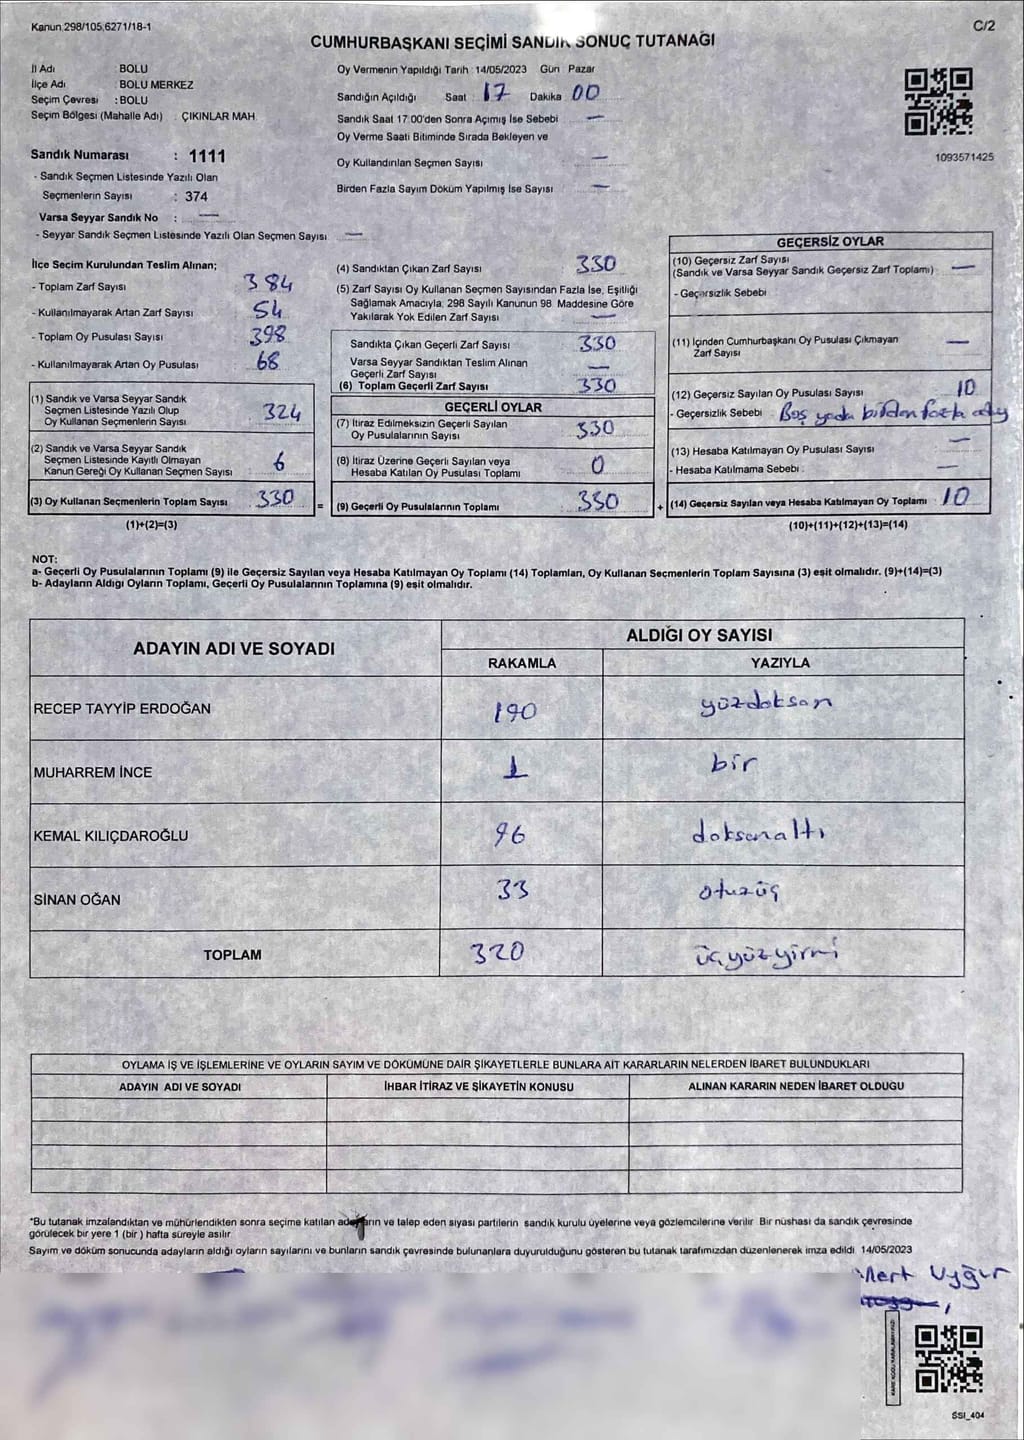 Kanun 298/105,6271/18-1
C/2
CUMHURBAŞKANI SEÇİMİ SANDIK SONUÇ TUTANAĞI
İl Adı : BOLU
İlçe Adı : BOLU MERKEZ
Seçim Çevresi : BOLU
Seçim Bölgesi (Mahalle Adı) : ÇIKINLAR MAH.
Sandık Numarası : 1111
- Sandık Seçmen Listesinde Yazılı Olan
Seçmenlerin Sayısı : 374
Varsa Seyyar Sandık No : —
- Seyyar Sandık Seçmen Listesinde Yazılı Olan Seçmen Sayısı —
Oy Vermenin Yapıldığı Tarih : 14/05/2023 Gün Pazar
Sandığın Açıldığı Saat : 17 Dakika 00
Sandık Saat 17:00'den Sonra Açımış İse Sebebi : —
Oy Verme Saati Bitiminde Sırada Bekleyen ve
Oy Kullandırılan Seçmen Sayısı : —
Birden Fazla Sayım Döküm Yapılmış İse Sayısı : —
1093571425
İlçe Seçim Kurulundan Teslim Alınan;
- Toplam Zarf Sayısı : 384
- Kullanılmayarak Artan Zarf Sayısı : 54
- Toplam Oy Pusulası Sayısı : 398
- Kullanılmayarak Artan Oy Pusulası : 68
(1) Sandık ve Varsa Seyyar Sandık
Seçmen Listesinde Yazılı Olup
Oy Kullanan Seçmenlerin Sayısı : 324
(2) Sandık ve Varsa Seyyar Sandık
Seçmen Listesinde Kayıtlı Olmayan
Kanun Gereği Oy Kullanan Seçmen Sayısı : 6
(3) Oy Kullanan Seçmenlerin Toplam Sayısı : 330
(1)+(2)=(3)
=
(4) Sandıktan Çıkan Zarf Sayısı : 330
(5) Zarf Sayısı Oy Kullanan Seçmen Sayısından Fazla İse, Eşitliği
Sağlamak Amacıyla, 298 Sayılı Kanunun 98. Maddesine Göre
Yakılarak Yok Edilen Zarf Sayısı : —
Sandıkta Çıkan Geçerli Zarf Sayısı : 330
Varsa Seyyar Sandıktan Teslim Alınan
Geçerli Zarf Sayısı : —
(6) Toplam Geçerli Zarf Sayısı : 330
GEÇERLİ OYLAR
(7) İtiraz Edilmeksizin Geçerli Sayılan
Oy Pusulalarının Sayısı : 330
(8) İtiraz Üzerine Geçerli Sayılan veya
Hesaba Katılan Oy Pusulası Toplamı : 0
(9) Geçerli Oy Pusulalarının Toplamı : 330
+
GEÇERSİZ OYLAR
(10) Geçersiz Zarf Sayısı
(Sandık ve Varsa Seyyar Sandık Geçersiz Zarf Toplamı) : —
- Geçersizlik Sebebi :
(11) İçinden Cumhurbaşkanı Oy Pusulası Çıkmayan
Zarf Sayısı : —
(12) Geçersiz Sayılan Oy Pusulası Sayısı : 10
- Geçersizlik Sebebi : Boş yada birden fazla oy
(13) Hesaba Katılmayan Oy Pusulası Sayısı : —
- Hesaba Katılmama Sebebi : —
(14) Geçersiz Sayılan veya Hesaba Katılmayan Oy Toplamı : 10
(10)+(11)+(12)+(13)=(14)
NOT:
a- Geçerli Oy Pusulalarının Toplamı (9) ile Geçersiz Sayılan veya Hesaba Katılmayan Oy Toplamı (14) Toplamları, Oy Kullanan Seçmenlerin Toplam Sayısına (3) eşit olmalıdır. (9)+(14)=(3)
b- Adayların Aldığı Oyların Toplamı, Geçerli Oy Pusulalarının Toplamına (9) eşit olmalıdır.
ADAYIN ADI VE SOYADI
ALDIĞI OY SAYISI
RAKAMLA YAZIYLA
RECEP TAYYİP ERDOĞAN 190 yüzdoksan
MUHARREM İNCE 1 bir
KEMAL KILIÇDAROĞLU 96 doksanaltı
SİNAN OĞAN 33 otuzüç
TOPLAM 320 üçyüzyirmi
OYLAMA İŞ VE İŞLEMLERİNE VE OYLARIN SAYIM VE DÖKÜMÜNE DAİR ŞİKAYETLERLE BUNLARA AİT KARARLARIN NELERDEN İBARET BULUNDUKLARI
ADAYIN ADI VE SOYADI İHBAR İTİRAZ VE ŞİKAYETİN KONUSU ALINAN KARARIN NEDEN İBARET OLDUĞU
*Bu tutanak imzalandıktan ve mühürlendikten sonra seçime katılan adayların ve talep eden siyasi partilerin sandık kurulu üyelerine veya gözlemcilerine verilir. Bir nüshası da sandık çevresinde
görülecek bir yere 1 (bir) hafta süreyle asılır
Sayım ve döküm sonucunda adayların aldığı oyların sayılarını ve bunların sandık çevresinde bulunanlara duyurulduğunu gösteren bu tutanak tarafımızdan düzenlenerek imza edildi. 14/05/2023
Mert Uyğur
SSI_404